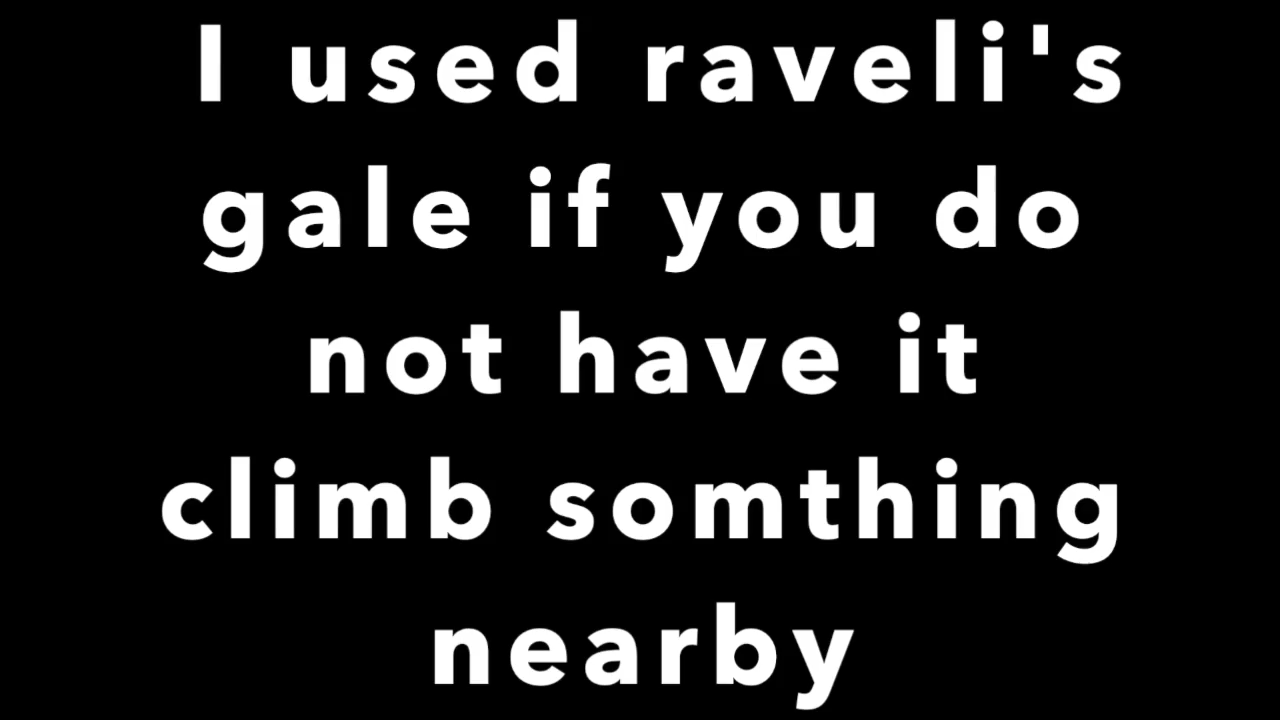 I used raveli's
gale if you do
not have it
climb somthing
nearby